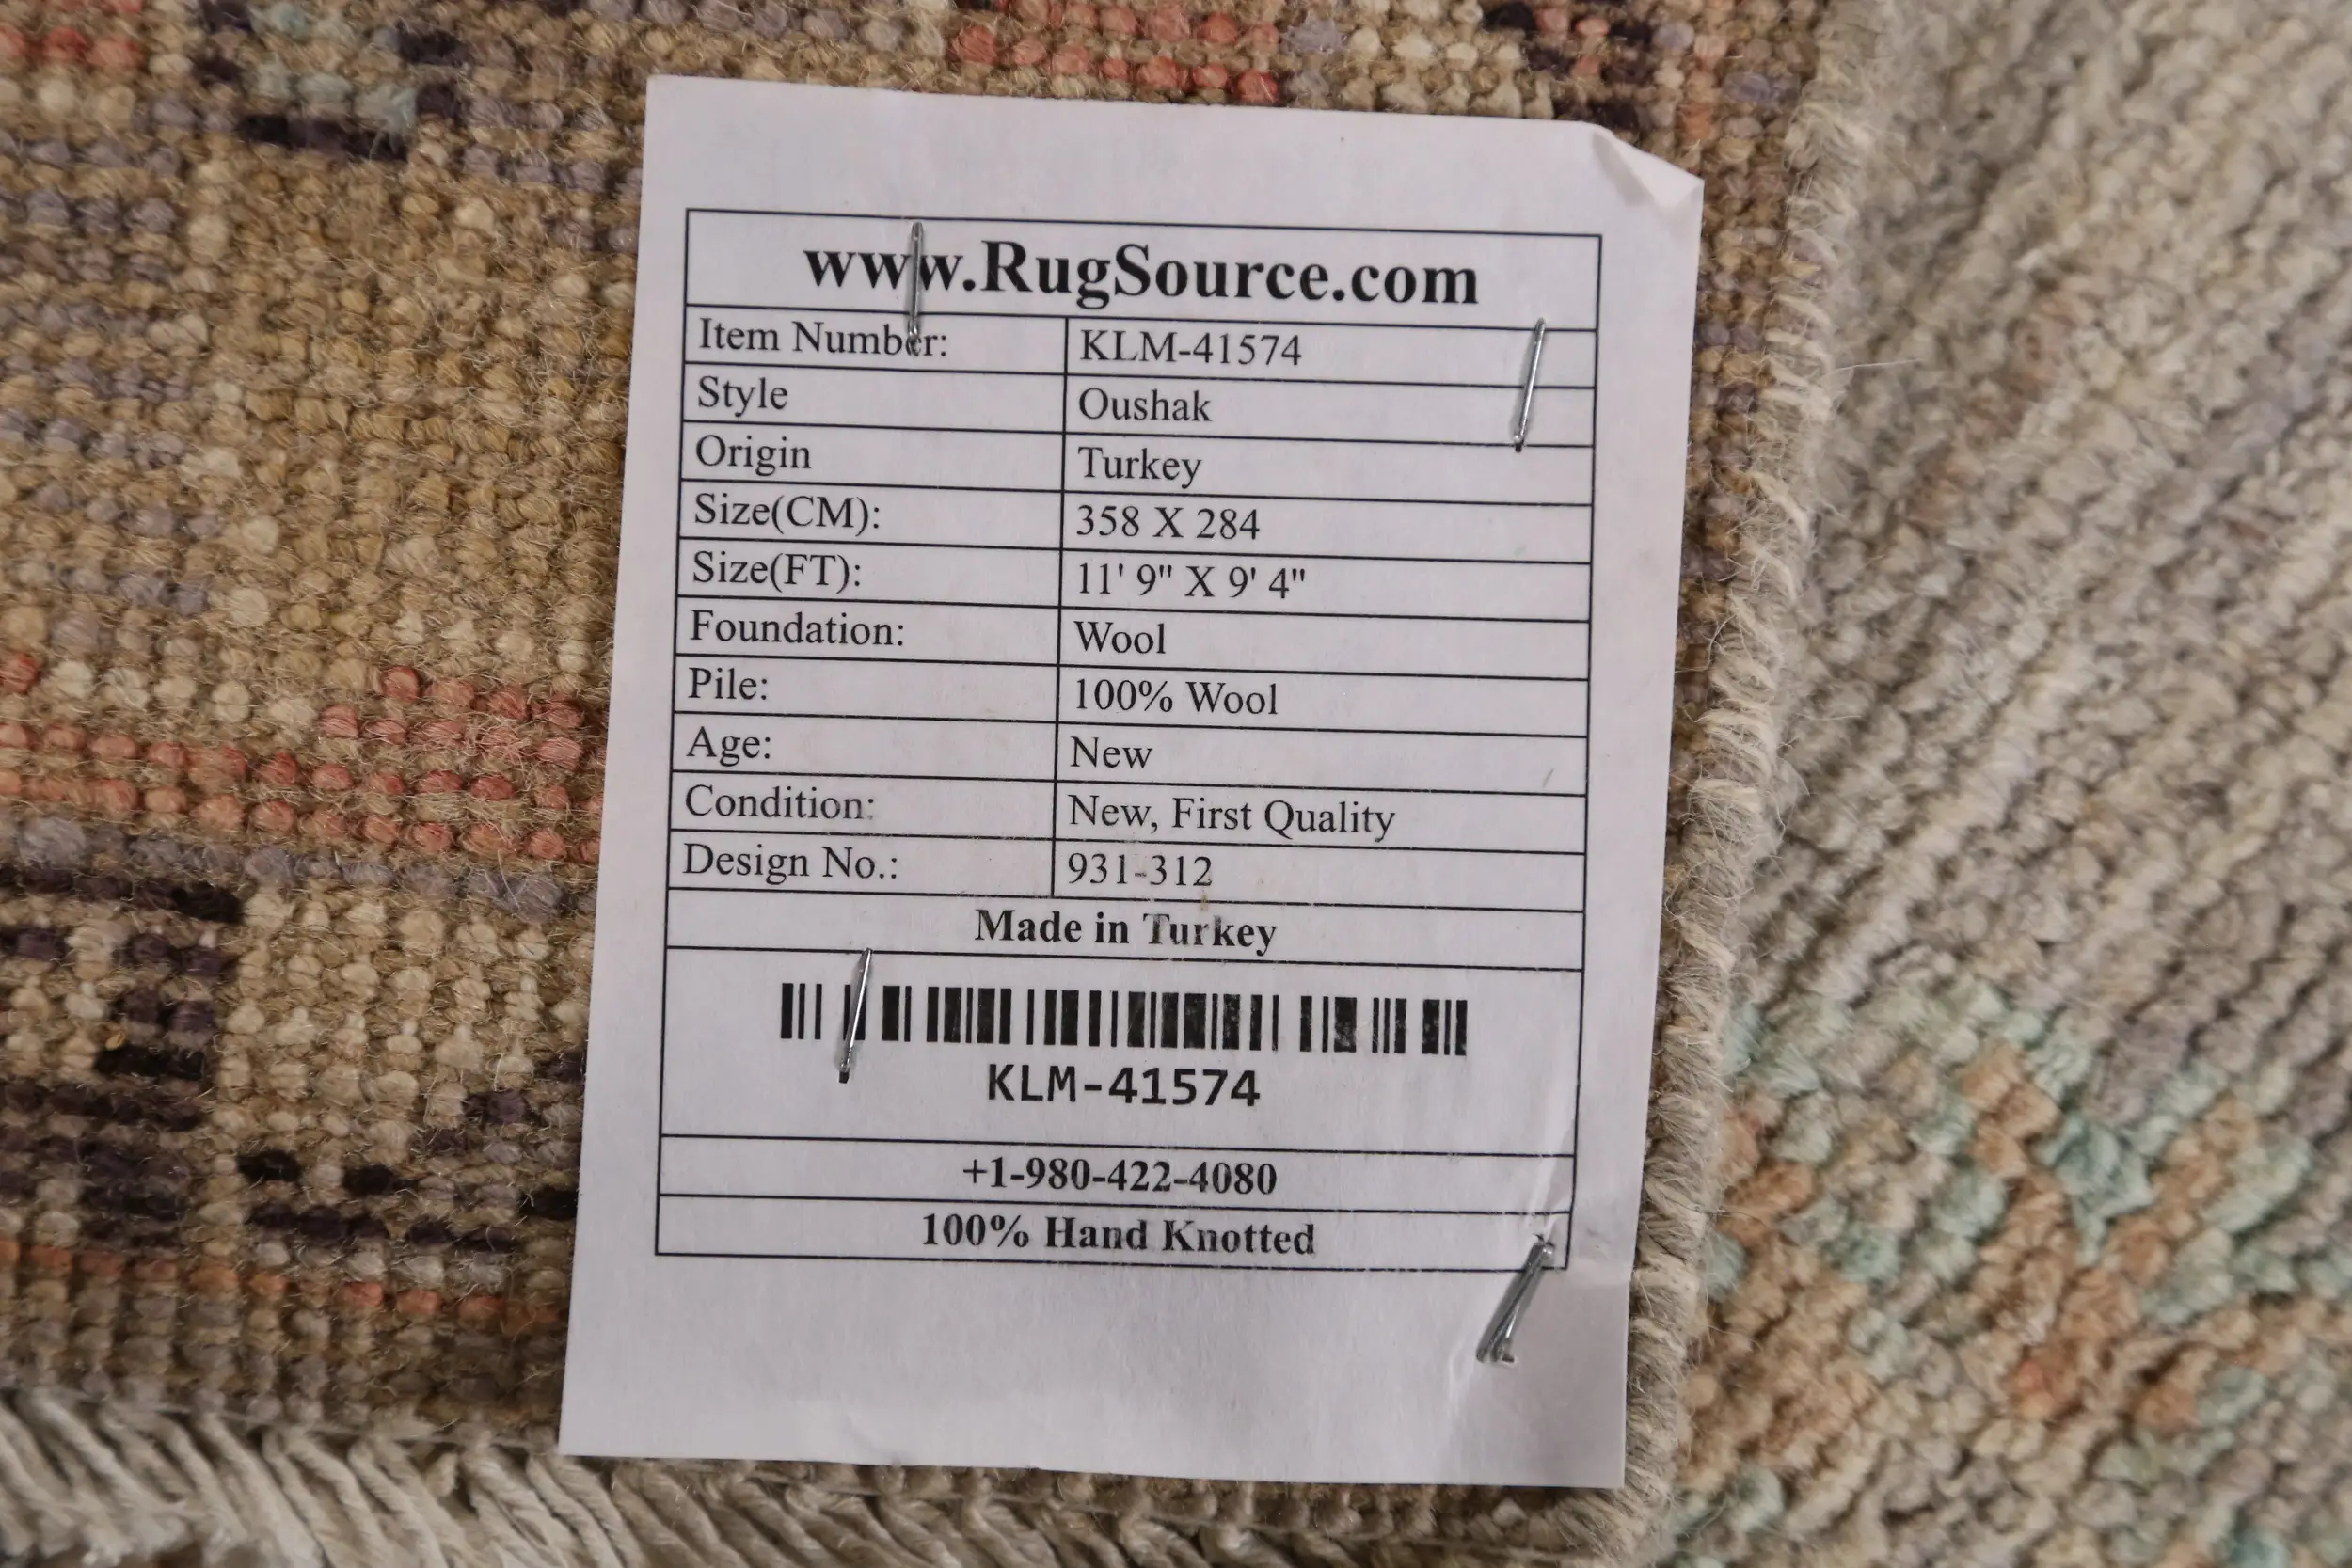 www.RugSource.com
Item Number: KLM-41574
Style Oushak
Origin Turkey
Size(CM): 358 X 284
Size(FT): 11' 9" X 9' 4"
Foundation: Wool
Pile: 100% Wool
Age: New
Condition: New, First Quality
Design No.: 931-312
Made in Turkey
KLM-41574
+1-980-422-4080
100% Hand Knotted